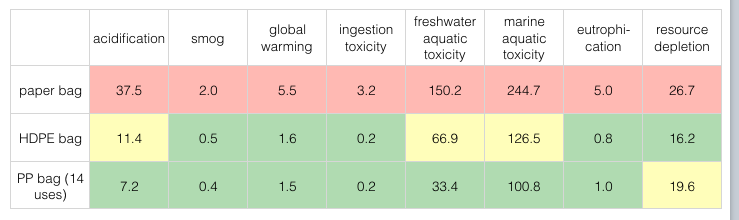 acidification smog global warming ingestion toxicity freshwater aquatic toxicity marine aquatic toxicity eutrophi-cation resource depletion
paper bag 37.5 2.0 5.5 3.2 150.2 244.7 5.0 26.7
HDPE bag 11.4 0.5 1.6 0.2 66.9 126.5 0.8 16.2
PP bag (14 uses) 7.2 0.4 1.5 0.2 33.4 100.8 1.0 19.6